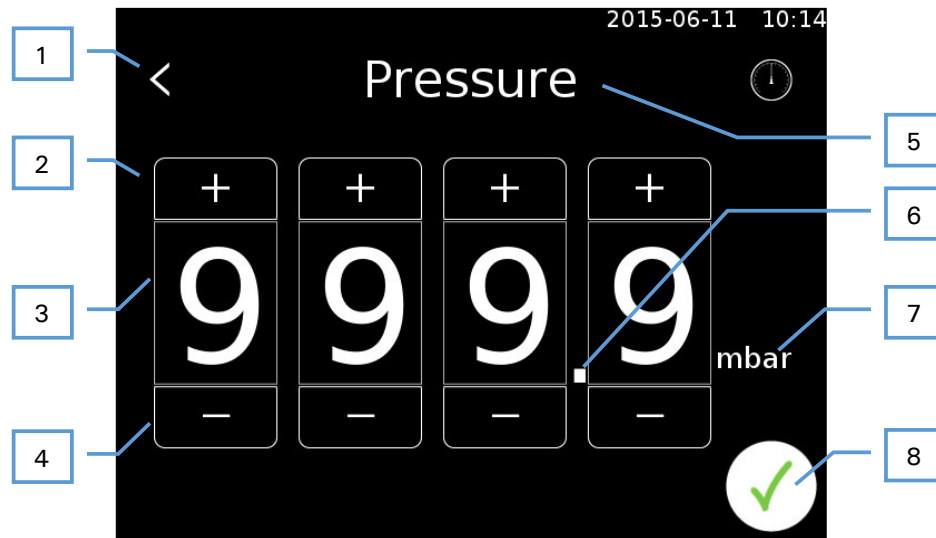 2015-06-11 10:14
1
< Pressure
5
2
+ + + +
6
3
9 9 9 . 9
7
mbar
− − − −
4
8